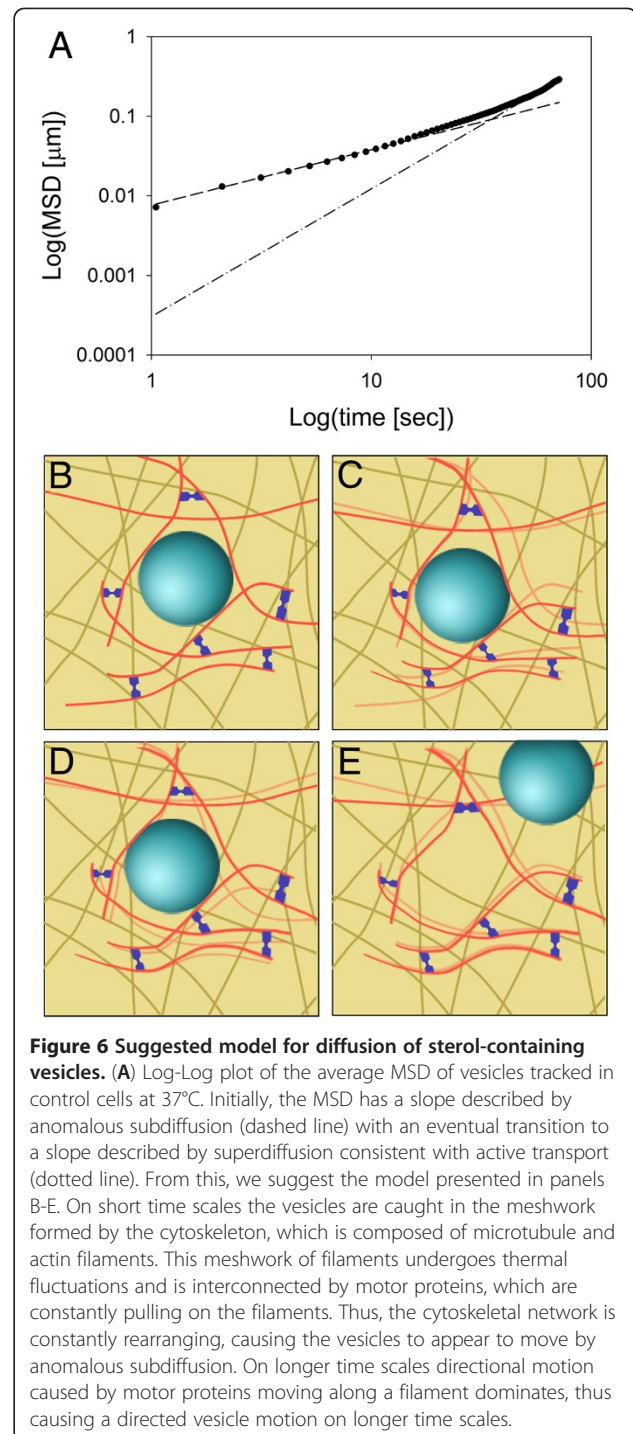 A
1
0.1
0.01
0.001
0.0001
Log(MSD [µm])
1
10
100
Log(time [sec])
B
C
D
E
Figure 6 Suggested model for diffusion of sterol-containing
vesicles. (A) Log-Log plot of the average MSD of vesicles tracked in
control cells at 37°C. Initially, the MSD has a slope described by
anomalous subdiffusion (dashed line) with an eventual transition to
a slope described by superdiffusion consistent with active transport
(dotted line). From this, we suggest the model presented in panels
B-E. On short time scales the vesicles are caught in the meshwork
formed by the cytoskeleton, which is composed of microtubule and
actin filaments. This meshwork of filaments undergoes thermal
fluctuations and is interconnected by motor proteins, which are
constantly pulling on the filaments. Thus, the cytoskeletal network is
constantly rearranging, causing the vesicles to appear to move by
anomalous subdiffusion. On longer time scales directional motion
caused by motor proteins moving along a filament dominates, thus
causing a directed vesicle motion on longer time scales.